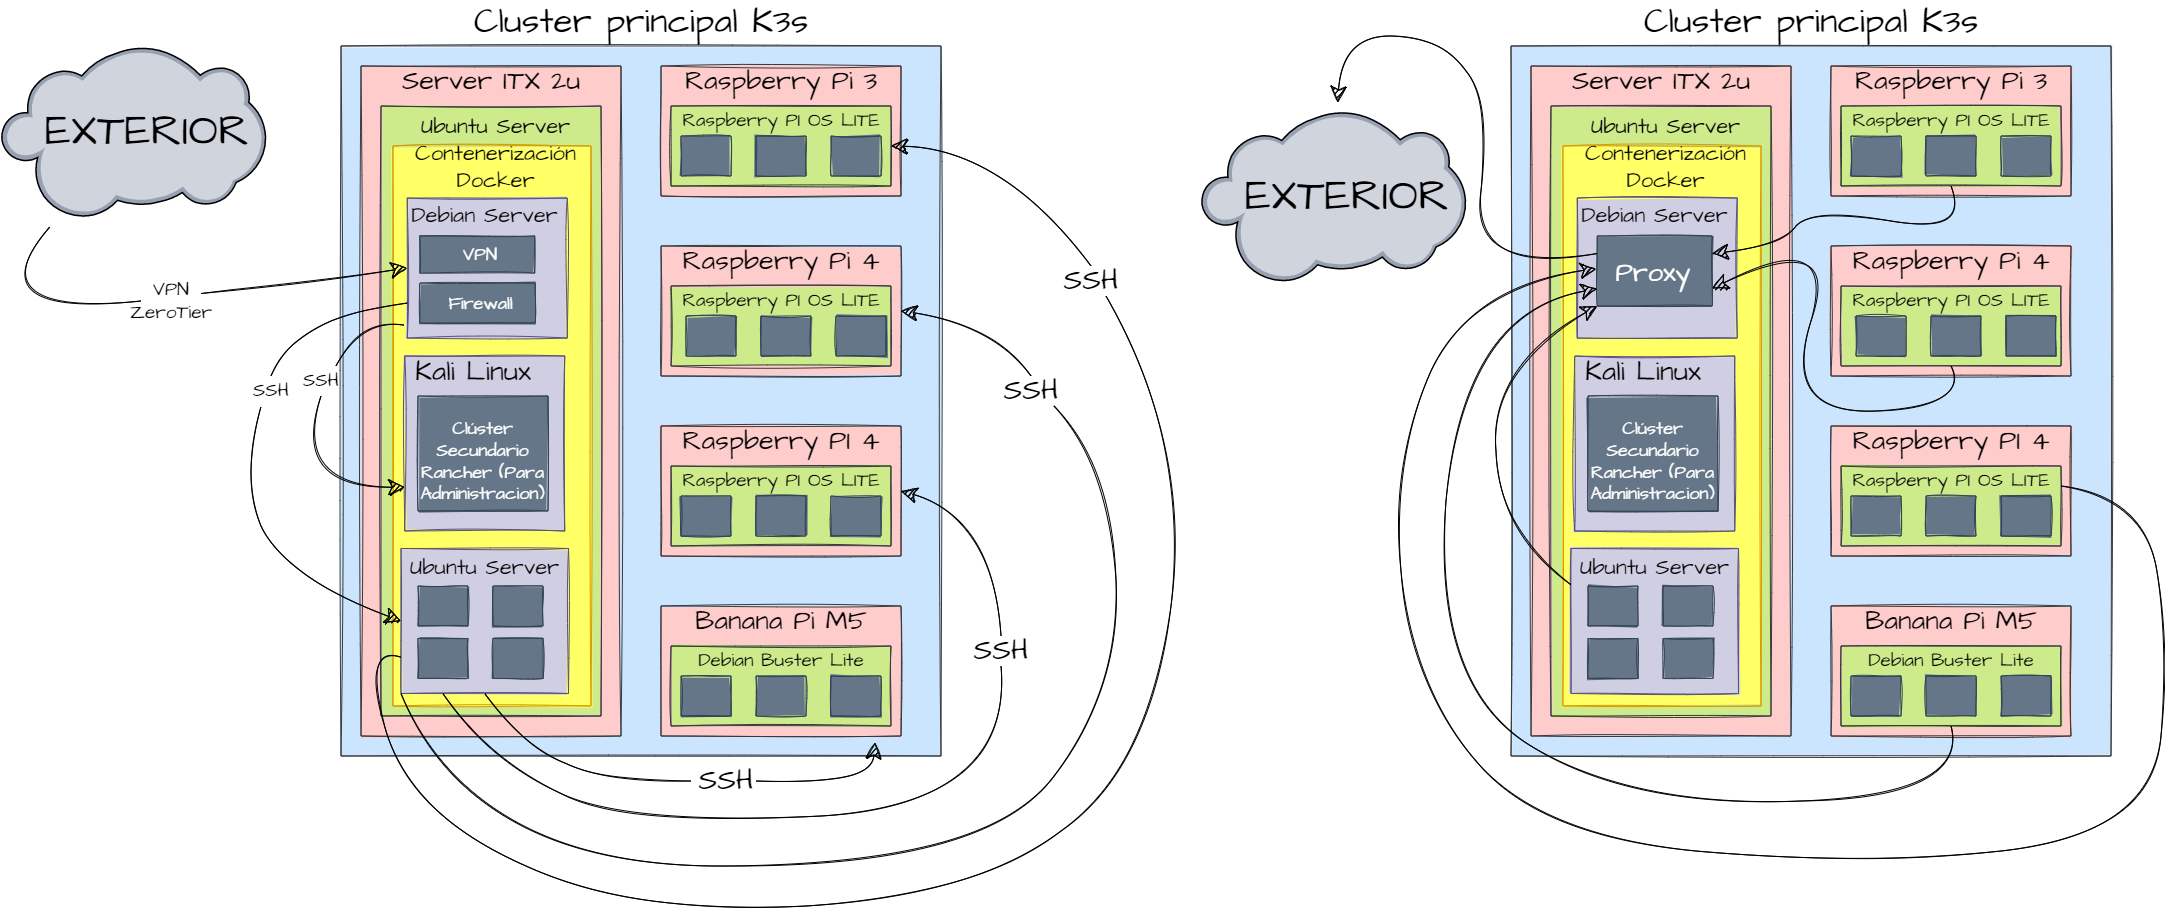 Cluster principal K3s
EXTERIOR
VPN
ZeroTier
Server ITX 2u
Ubuntu Server
Contenerización
Docker
Debian Server
VPN
Firewall
SSH
SSH
Kali Linux
Clúster
Secundario
Rancher (Para
Administracion)
Ubuntu Server
Raspberry Pi 3
Raspberry PI OS LITE
Raspberry Pi 4
Raspberry PI OS LITE
Raspberry PI 4
Raspberry PI OS LITE
Banana Pi M5
Debian Buster Lite
SSH
SSH
SSH
SSH
Cluster principal K3s
EXTERIOR
Server ITX 2u
Ubuntu Server
Contenerización
Docker
Debian Server
Proxy
Kali Linux
Clúster
Secundario
Rancher (Para
Administracion)
Ubuntu Server
Raspberry Pi 3
Raspberry PI OS LITE
Raspberry Pi 4
Raspberry PI OS LITE
Raspberry PI 4
Raspberry PI OS LITE
Banana Pi M5
Debian Buster Lite